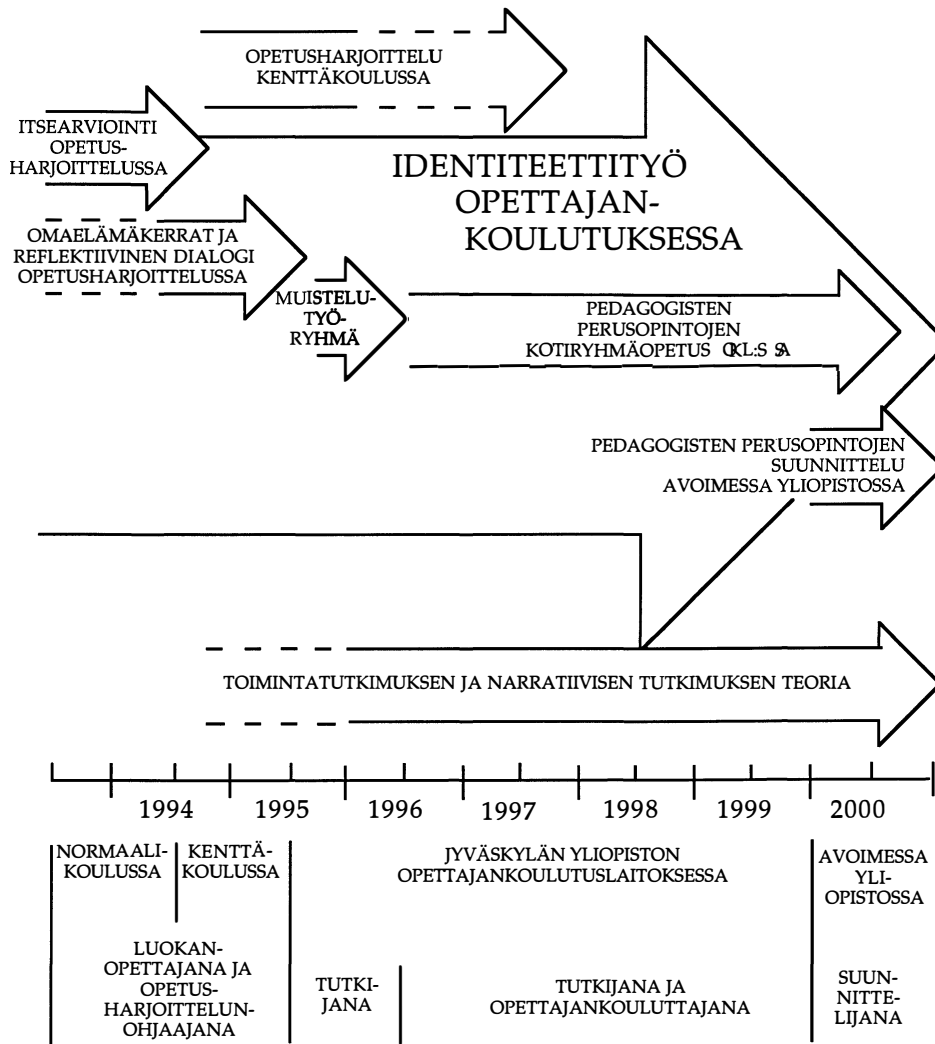 OPETUSHARJOITTELU
KENTTÄKOULUSSA
ITSEARVIOINTI
OPETUS-
HARJOITTELUSSA
IDENTITEETTITYÖ
OPETTAJAN-
KOULUTUKSESSA
OMAELÄMÄKERRAT JA
REFLEKTIIVINEN DIALOGI
OPETUSHARJOITTELUSSA
MUISTELU-
TYÖ-
RYHMÄ
PEDAGOGISTEN
PERUSOPINTOJEN
KOTIRYHMÄOPETUS OKL:SSA
PEDAGOGISTEN PERUSOPINTOJEN
SUUNNITTELU
AVOIMESSA YLIOPISTOSSA
TOIMINTATUTKIMUKSEN JA NARRATIIVISEN TUTKIMUKSEN TEORIA
1994 1995 1996 1997 1998 1999 2000
NORMAALI-
KOULUSSA
KENTTÄ-
KOULUSSA
JYVÄSKYLÄN YLIOPISTON
OPETTAJANKOULUTUSLAITOKSESSA
AVOIMESSA
YLI-
OPISTOSSA
LUOKAN-
OPETTAJANA JA
OPETUS-
HARJOITTELUN-
OHJAAJANA
TUTKI-
JANA
TUTKIJANA JA
OPETTAJANKOULUTTAJANA
SUUN-
NITTE-
LIJANA